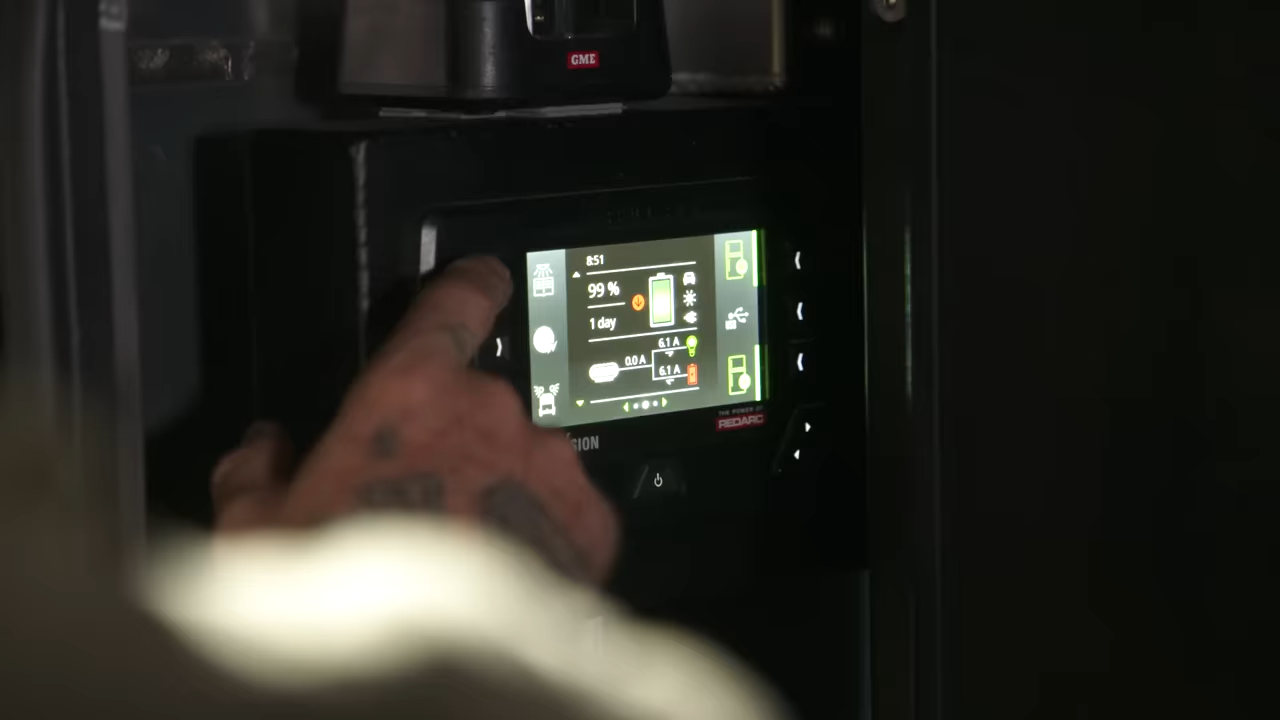 GME
8:51
99 %
1 day
6.1 A
0.0 A
6.1 A
THE POWER OF
REDARC
SION